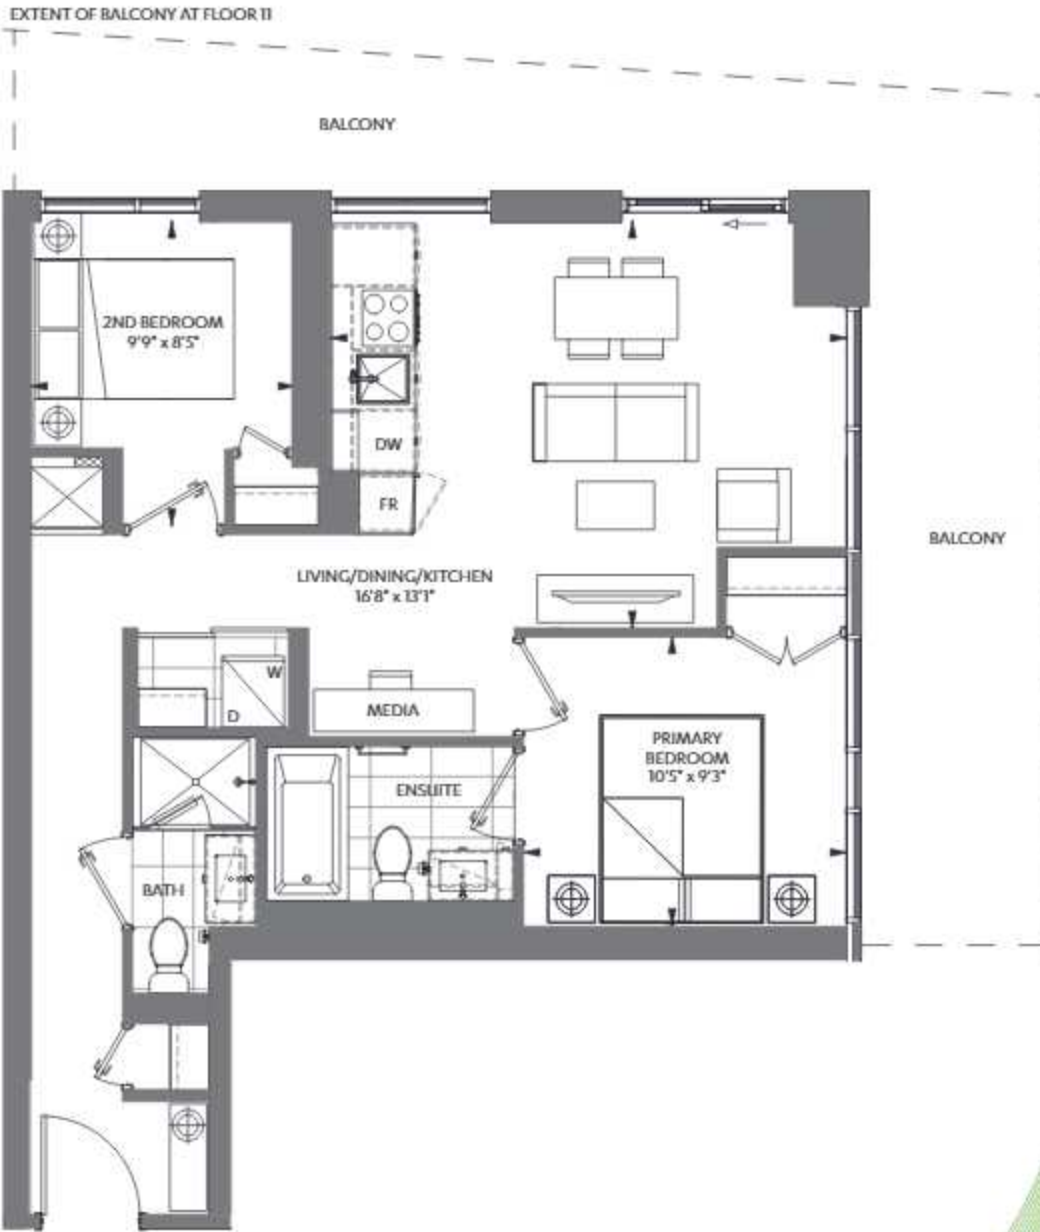 EXTENT OF BALCONY AT FLOOR 11
BALCONY
2ND BEDROOM
9'9" x 8'5"
DW
FR
BALCONY
LIVING/DINING/KITCHEN
16'8" x 13'1"
W
D
MEDIA
PRIMARY
BEDROOM
10'5" x 9'3"
ENSUITE
BATH